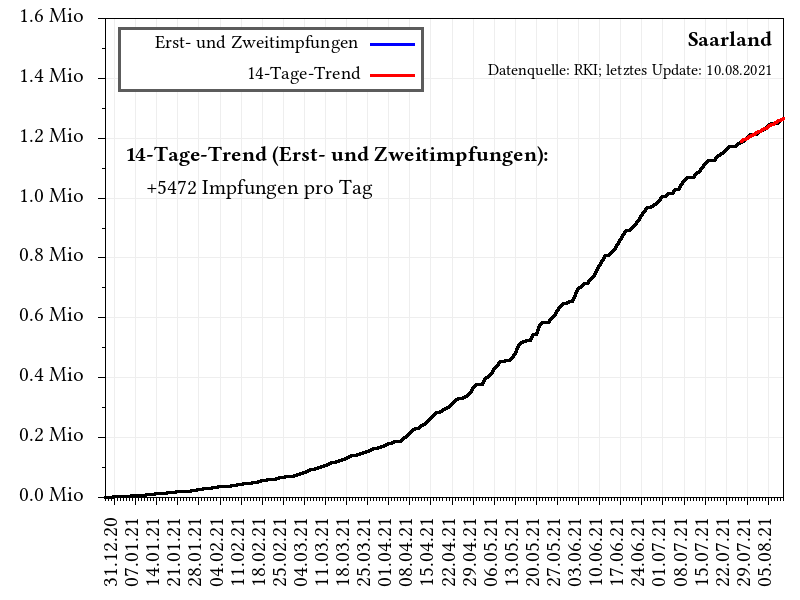 1.6 Mio
1.4 Mio
1.2 Mio
1.0 Mio
0.8 Mio
0.6 Mio
0.4 Mio
0.2 Mio
0.0 Mio
Erst- und Zweitimpfungen
14-Tage-Trend
Saarland
Datenquelle: RKI; letztes Update: 10.08.2021
14-Tage-Trend (Erst- und Zweitimpfungen):
+5472 Impfungen pro Tag
31.12.20
07.01.21
14.01.21
21.01.21
28.01.21
04.02.21
11.02.21
18.02.21
25.02.21
04.03.21
11.03.21
18.03.21
25.03.21
01.04.21
08.04.21
15.04.21
22.04.21
29.04.21
06.05.21
13.05.21
20.05.21
27.05.21
03.06.21
10.06.21
17.06.21
24.06.21
01.07.21
08.07.21
15.07.21
22.07.21
29.07.21
05.08.21